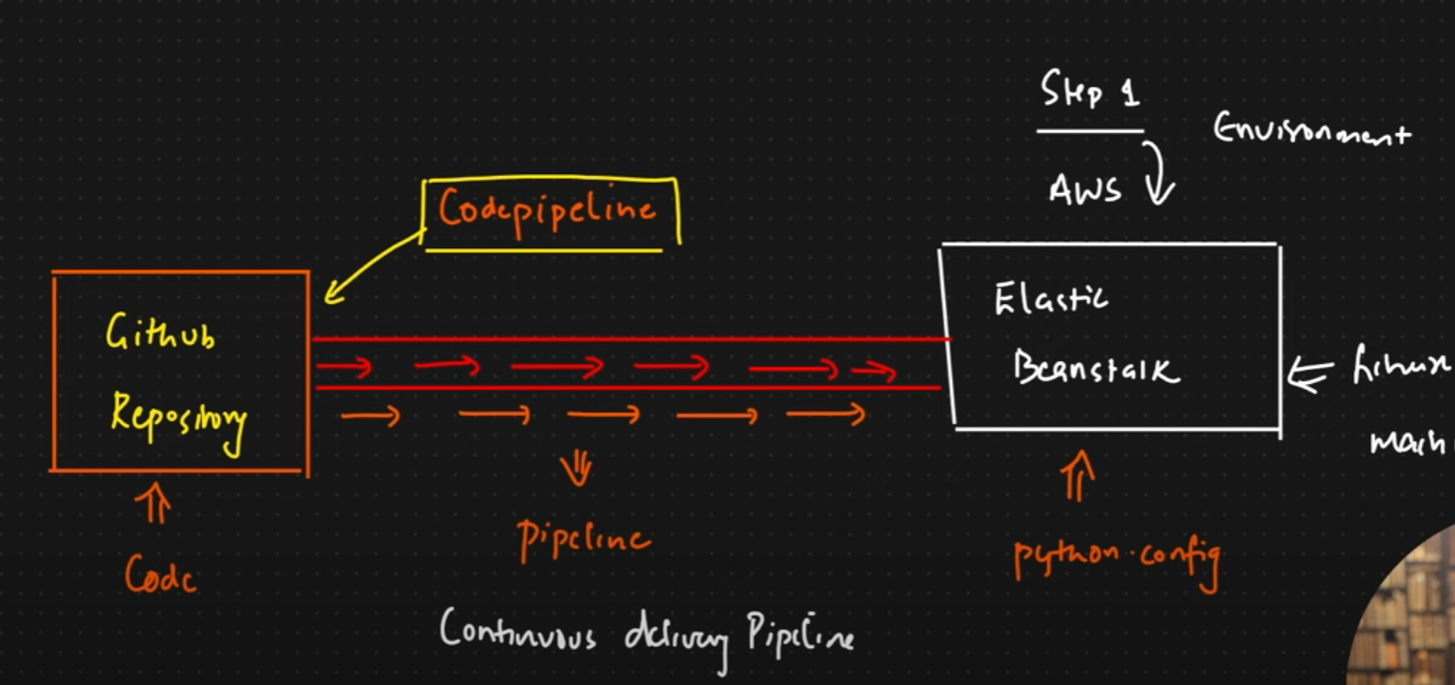 Step 1
Environment
AWS
Codepipeline
Github
Repository
Elastic
Beanstalk
Linux
mach
Code
Pipeline
python.config
Continuous delivery Pipeline